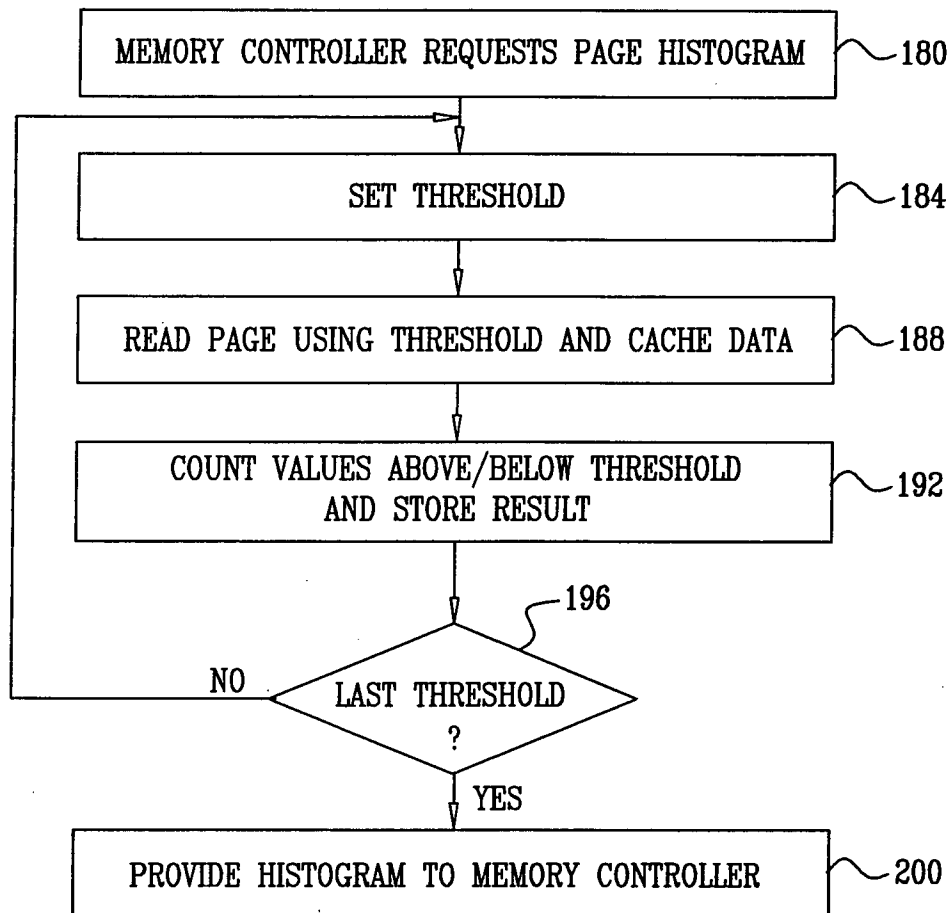 MEMORY CONTROLLER REQUESTS PAGE HISTOGRAM 180
SET THRESHOLD 184
READ PAGE USING THRESHOLD AND CACHE DATA 188
COUNT VALUES ABOVE/BELOW THRESHOLD
AND STORE RESULT 192
196
NO LAST THRESHOLD
?
YES
PROVIDE HISTOGRAM TO MEMORY CONTROLLER 200